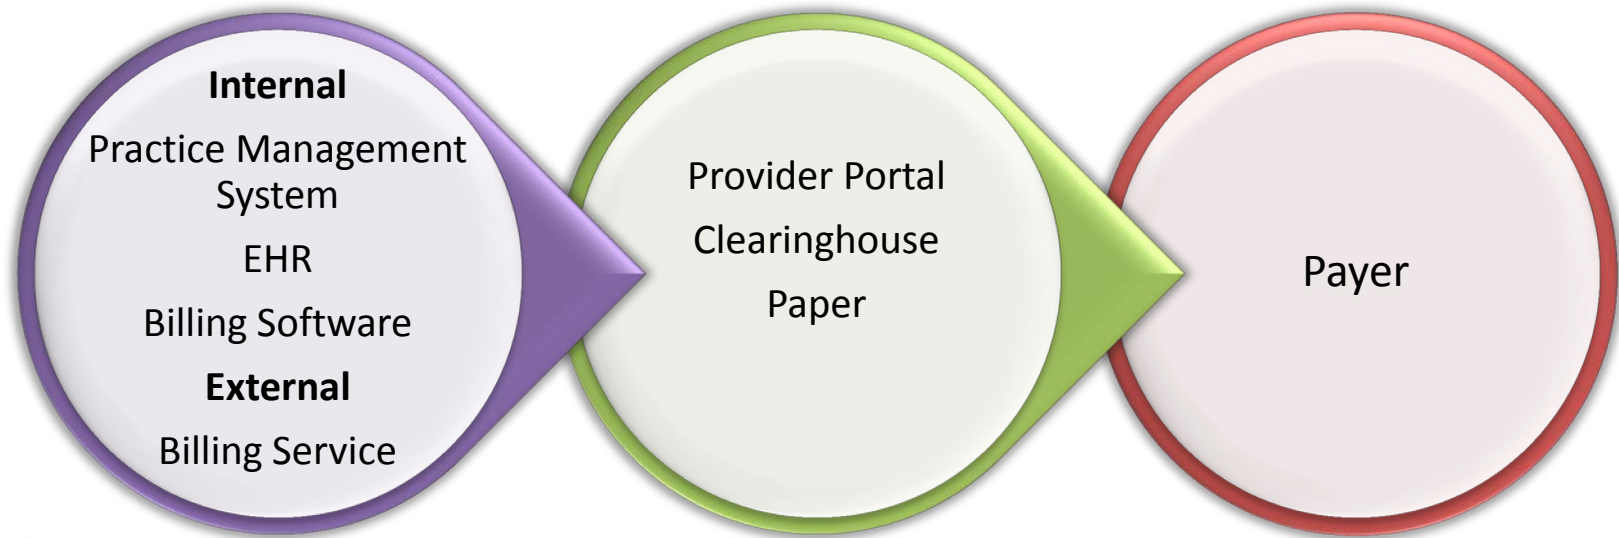 Internal
Practice Management
System
EHR
Billing Software
External
Billing Service
Provider Portal
Clearinghouse
Paper
Payer